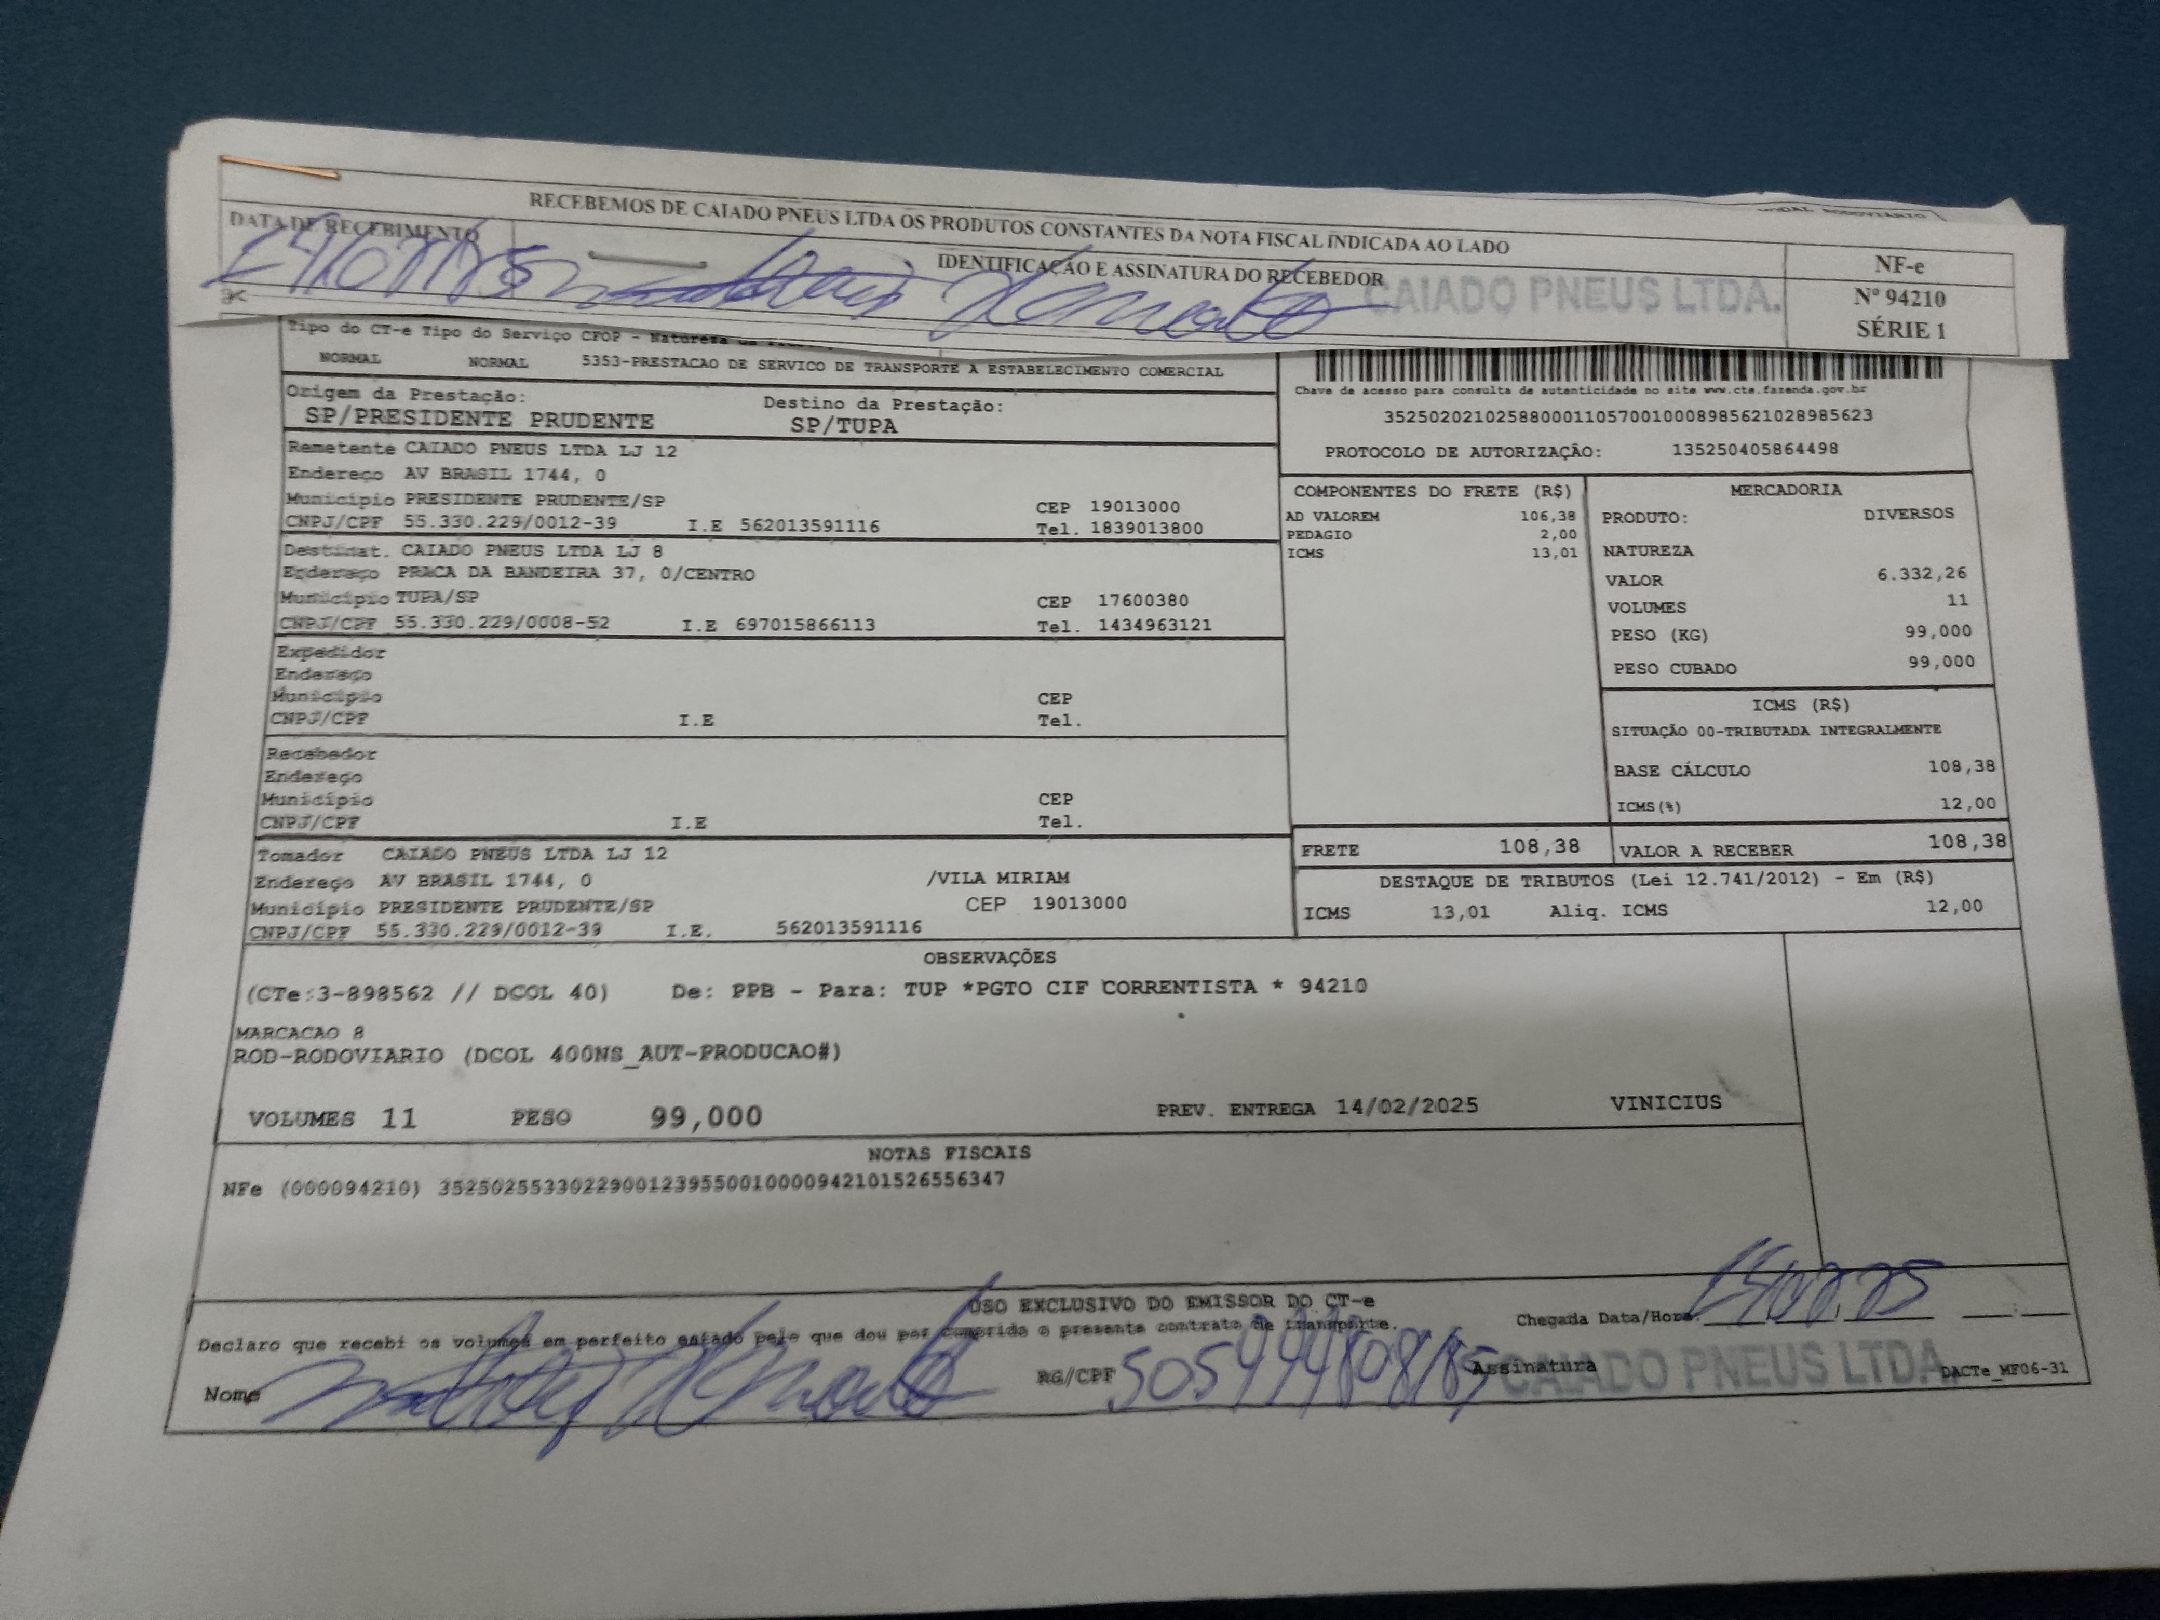 MODAL RODOVIARIO
RECEBEMOS DE CAIADO PNEUS LTDA OS PRODUTOS CONSTANTES DA NOTA FISCAL INDICADA AO LADO
DATA DE RECEBIMENTO
IDENTIFICAÇÃO E ASSINATURA DO RECEBEDOR
CAIADO PNEUS LTDA.
NF-e
Nº 94210
SÉRIE 1
Tipo do CT-e Tipo do Serviço CFOP - Natureza da
NORMAL NORMAL 5353-PRESTACAO DE SERVICO DE TRANSPORTE A ESTABELECIMENTO COMERCIAL
Chave de acesso para consulta de autenticidade no site www.cte.fazenda.gov.br
35250202102588000110570010008985621028985623
PROTOCOLO DE AUTORIZAÇÃO: 135250405864498
Origem da Prestação: Destino da Prestação:
SP/PRESIDENTE PRUDENTE SP/TUPA
Remetente CAIADO PNEUS LTDA LJ 12
Endereço AV BRASIL 1744, 0
Município PRESIDENTE PRUDENTE/SP CEP 19013000
CNPJ/CPF 55.330.229/0012-39 I.E 562013591116 Tel. 1839013800
Destinat. CAIADO PNEUS LTDA LJ 8
Endereço PRACA DA BANDEIRA 37, 0/CENTRO
Município TUPA/SP CEP 17600380
CNPJ/CPF 55.330.229/0008-52 I.E 697015866113 Tel. 1434963121
Expedidor
Endereço
Município CEP
CNPJ/CPF I.E Tel.
Recebedor
Endereço
Município CEP
CNPJ/CPF I.E Tel.
Tomador CAIADO PNEUS LTDA LJ 12
Endereço AV BRASIL 1744, 0 /VILA MIRIAM
Município PRESIDENTE PRUDENTE/SP CEP 19013000
CNPJ/CPF 55.330.229/0012-39 I.E. 562013591116
COMPONENTES DO FRETE (R$)
AD VALOREM 106,38
PEDAGIO 2,00
ICMS 13,01
MERCADORIA
PRODUTO: DIVERSOS
NATUREZA
VALOR 6.332,26
VOLUMES 11
PESO (KG) 99,000
PESO CUBADO 99,000
ICMS (R$)
SITUAÇÃO 00-TRIBUTADA INTEGRALMENTE
BASE CÁLCULO 108,38
ICMS(%) 12,00
FRETE 108,38 VALOR A RECEBER 108,38
DESTAQUE DE TRIBUTOS (Lei 12.741/2012) - Em (R$)
ICMS 13,01 Aliq. ICMS 12,00
OBSERVAÇÕES
(CTe:3-898562 // DCOL 40) De: PPB - Para: TUP *PGTO CIF CORRENTISTA * 94210
MARCACAO 8
ROD-RODOVIARIO (DCOL 400NS_AUT-PRODUCAO#)
VOLUMES 11 PESO 99,000 PREV. ENTREGA 14/02/2025 VINICIUS
NOTAS FISCAIS
NFe (000094210) 35250255330229001239550010000942101526556347
USO EXCLUSIVO DO EMISSOR DO CT-e
Declaro que recebi os volumes em perfeito estado pelo que dou por cumprido o presente contrato de transporte.
Chegada Data/Hora:
Nome RG/CPF Assinatura
CAIADO PNEUS LTDA.
DACTe_MF06-31